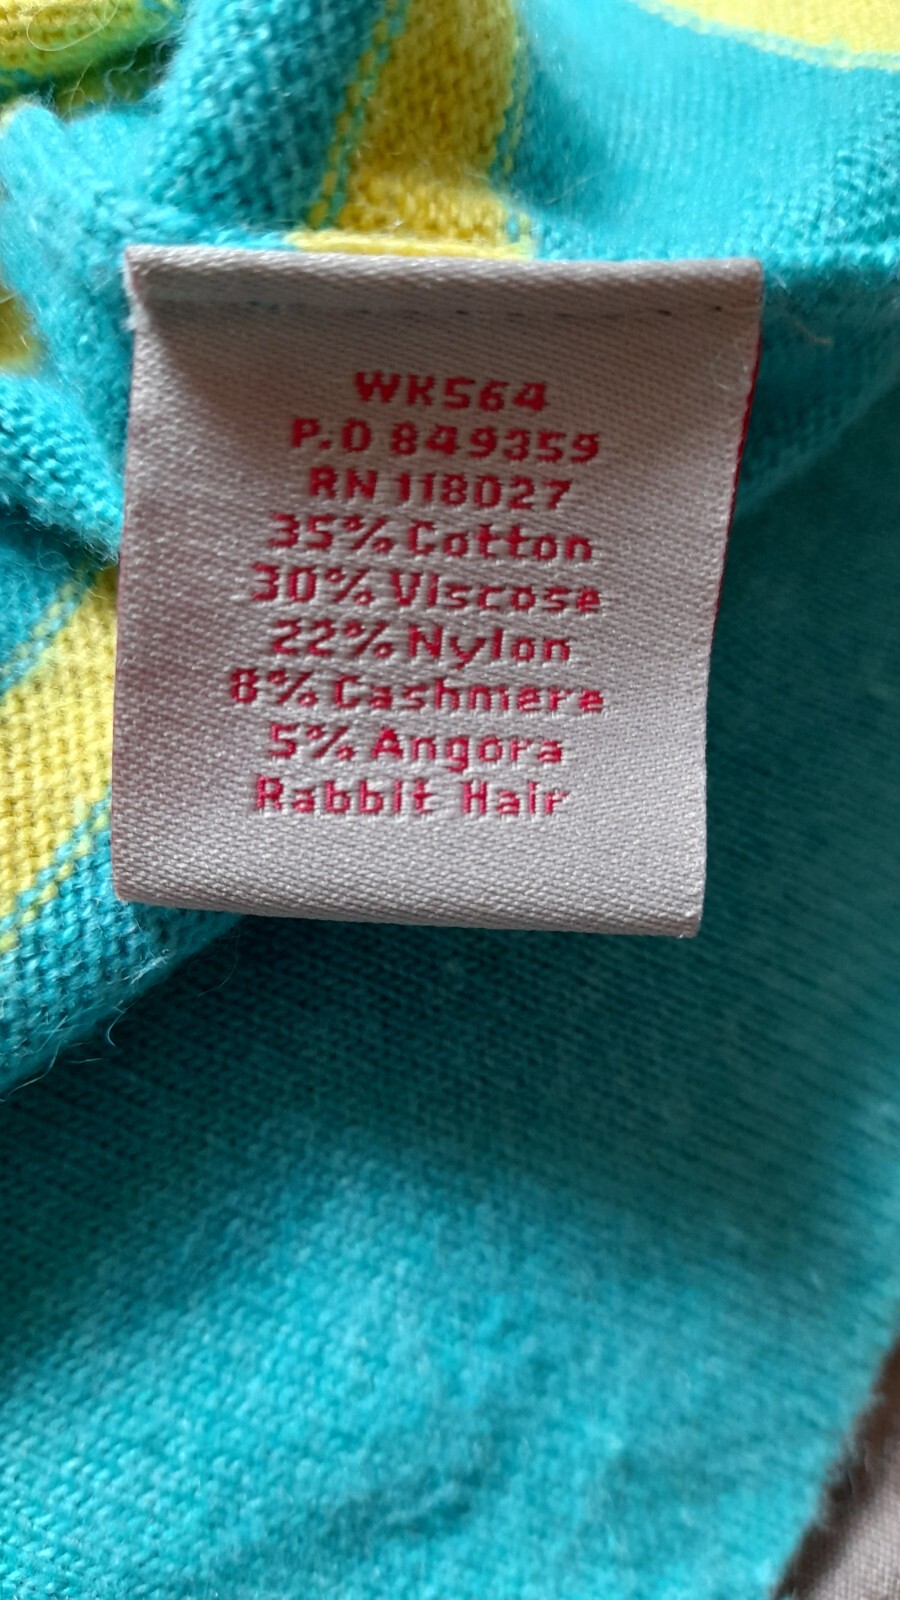 WK564
P.O 849359
RN 118027
35% Cotton
30% Viscose
22% Nylon
8% Cashmere
5% Angora
Rabbit Hair